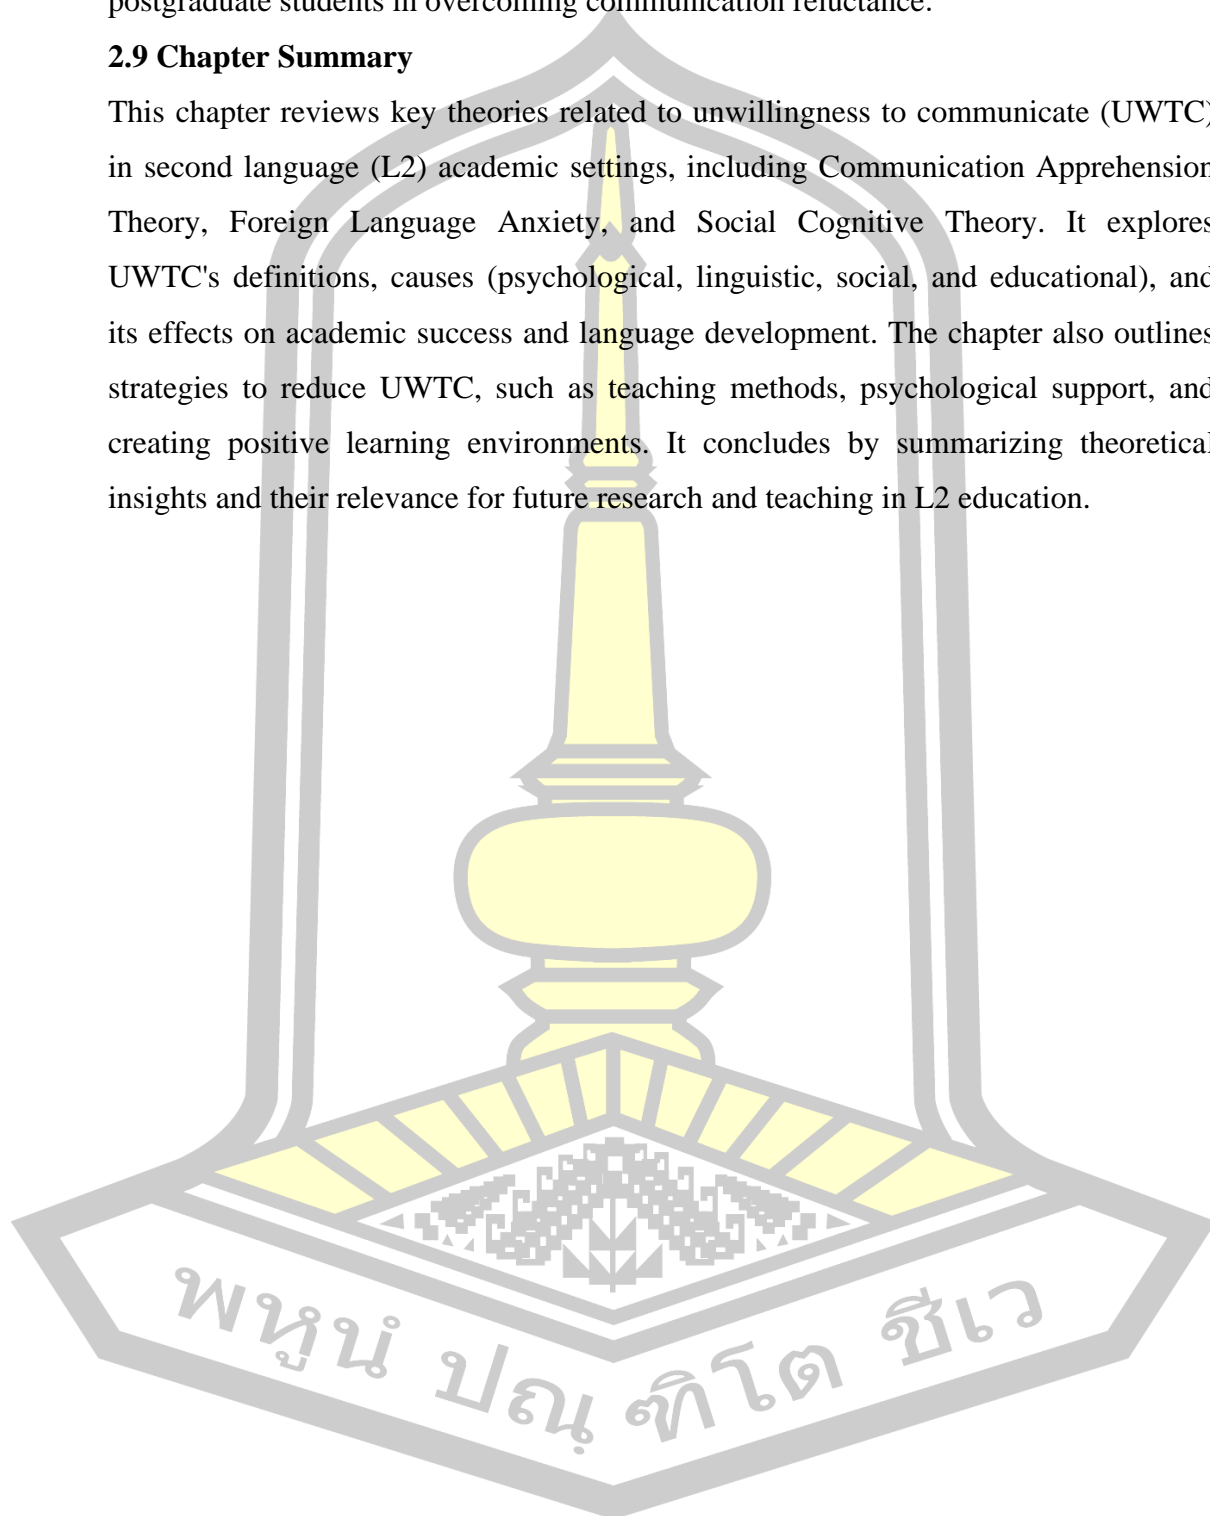 postgraduate students in overcoming communication reluctance.
2.9 Chapter Summary
This chapter reviews key theories related to unwillingness to communicate (UWTC)
in second language (L2) academic settings, including Communication Apprehension
Theory, Foreign Language Anxiety, and Social Cognitive Theory. It explores
UWTC's definitions, causes (psychological, linguistic, social, and educational), and
its effects on academic success and language development. The chapter also outlines
strategies to reduce UWTC, such as teaching methods, psychological support, and
creating positive learning environments. It concludes by summarizing theoretical
insights and their relevance for future research and teaching in L2 education.
พหูนํ ปณฺ ฑิโต ชีเว